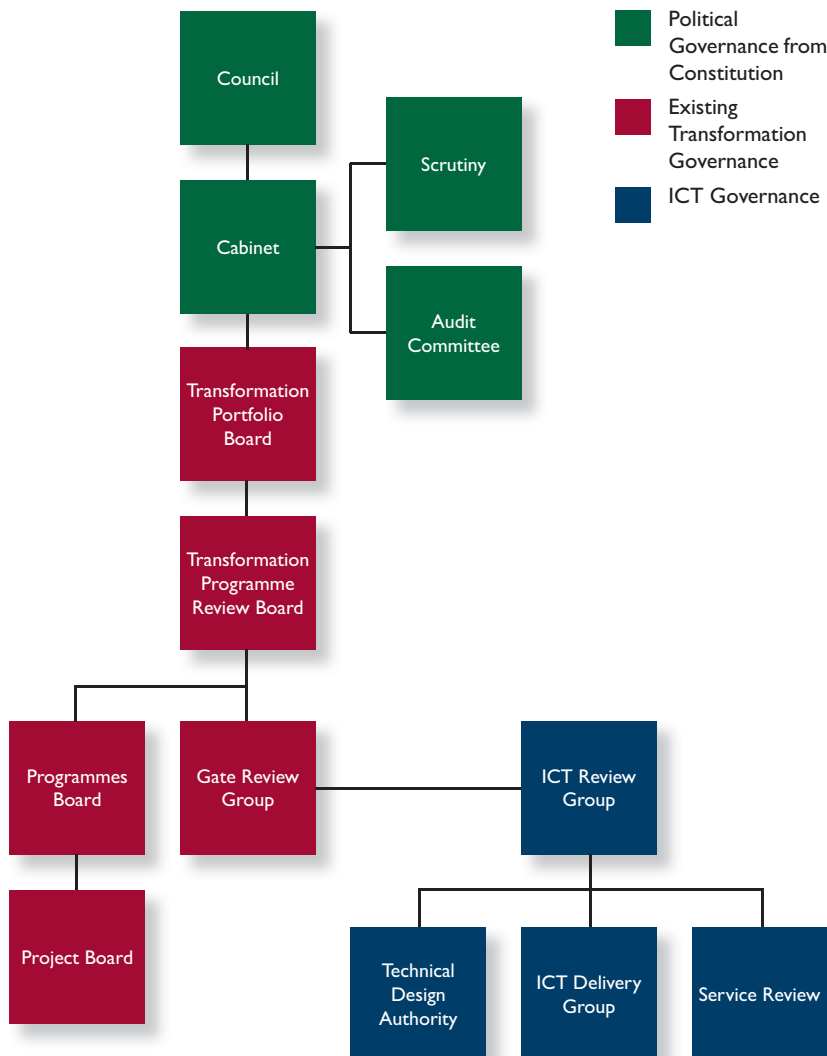 Council
Political
Governance from
Constitution
Existing
Transformation
Governance
ICT Governance
Scrutiny
Cabinet
Audit
Committee
Transformation
Portfolio
Board
Transformation
Programme
Review Board
Programmes
Board
Gate Review
Group
ICT Review
Group
Project Board
Technical
Design
Authority
ICT Delivery
Group
Service Review